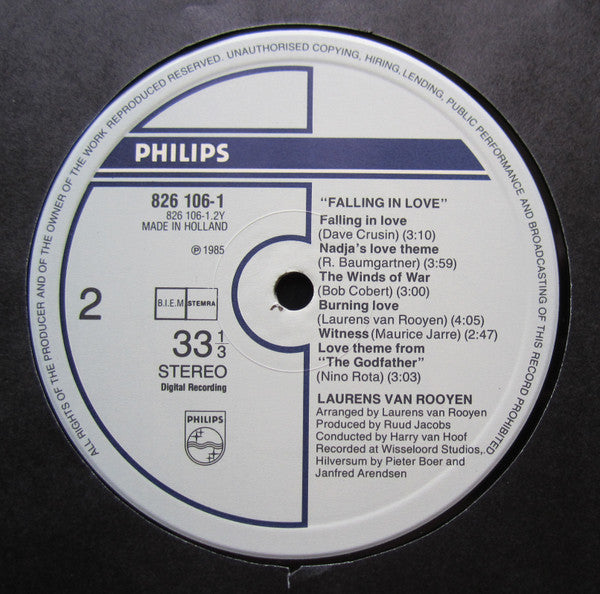 ALL RIGHTS OF THE PRODUCER AND OF THE OWNER OF THE WORK REPRODUCED RESERVED. UNAUTHORISED COPYING, HIRING, LENDING, PUBLIC PERFORMANCE AND BROADCASTING OF THIS RECORD PROHIBITED
PHILIPS
826 106-1
826 106-1.2Y
MADE IN HOLLAND
℗ 1985
2
B.I.E.M STEMRA
33 1/3
STEREO
Digital Recording
PHILIPS
"FALLING IN LOVE"
Falling in love
(Dave Crusin) (3:10)
Nadja's love theme
(R. Baumgartner) (3:59)
The Winds of War
(Bob Cobert) (3:00)
Burning love
(Laurens van Rooyen) (4:05)
Witness (Maurice Jarre) (2:47)
Love theme from
"The Godfather"
(Nino Rota) (3:03)
LAURENS VAN ROOYEN
Arranged by Laurens van Rooyen
Produced by Ruud Jacobs
Conducted by Harry van Hoof
Recorded at Wisseloord Studios,
Hilversum by Pieter Boer and
Janfred Arendsen